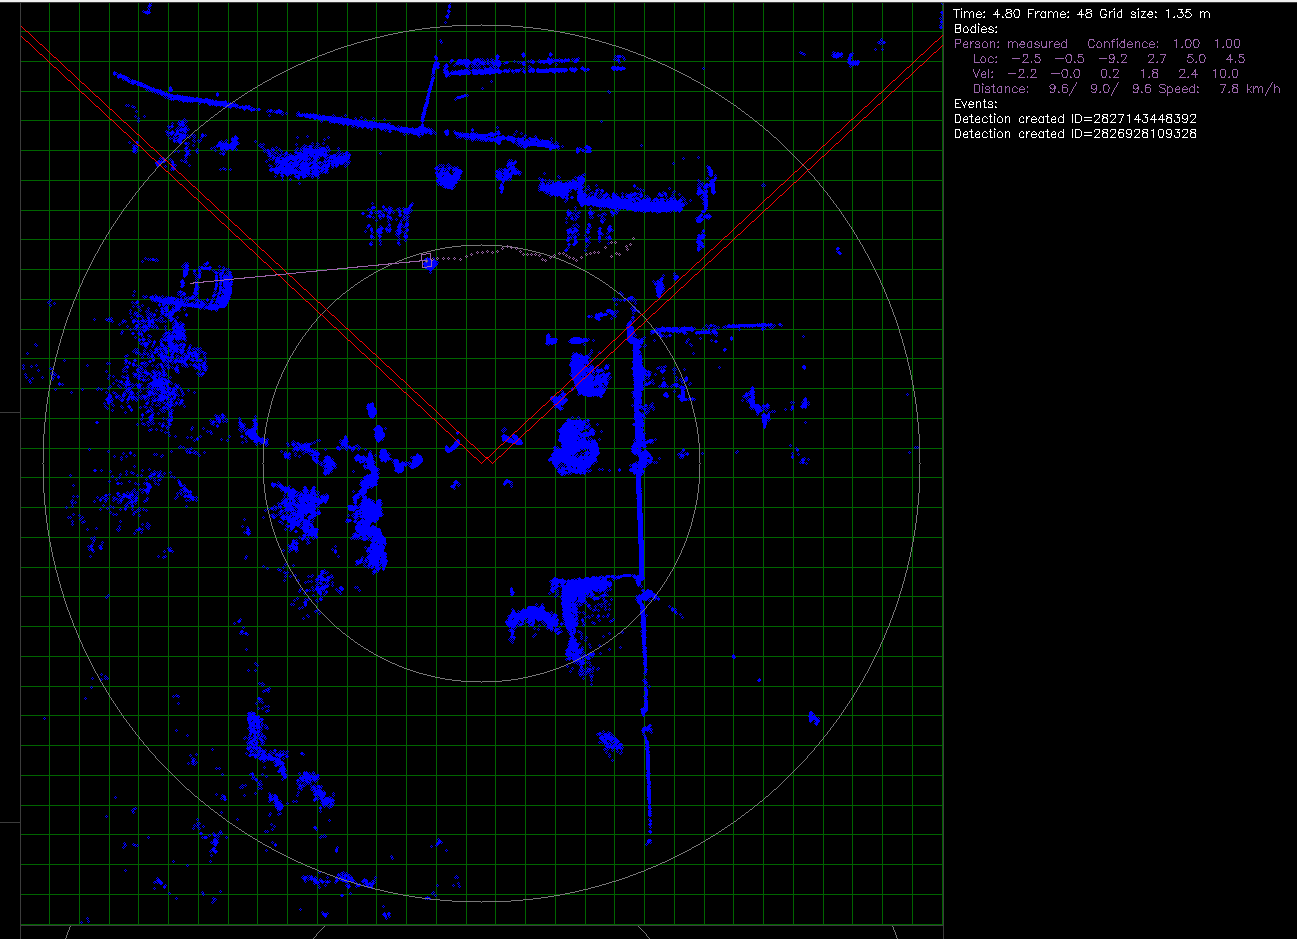 Time: 4.80 Frame: 48 Grid size: 1.35 m
Bodies:
Person: measured Confidence: 1.00 1.00
Loc: -2.5 -0.5 -9.2 2.7 5.0 4.5
Vel: -2.2 -0.0 0.2 1.8 2.4 10.0
Distance: 9.6/ 9.0/ 9.6 Speed: 7.8 km/h
Events:
Detection created ID=2827143448392
Detection created ID=2826928109328